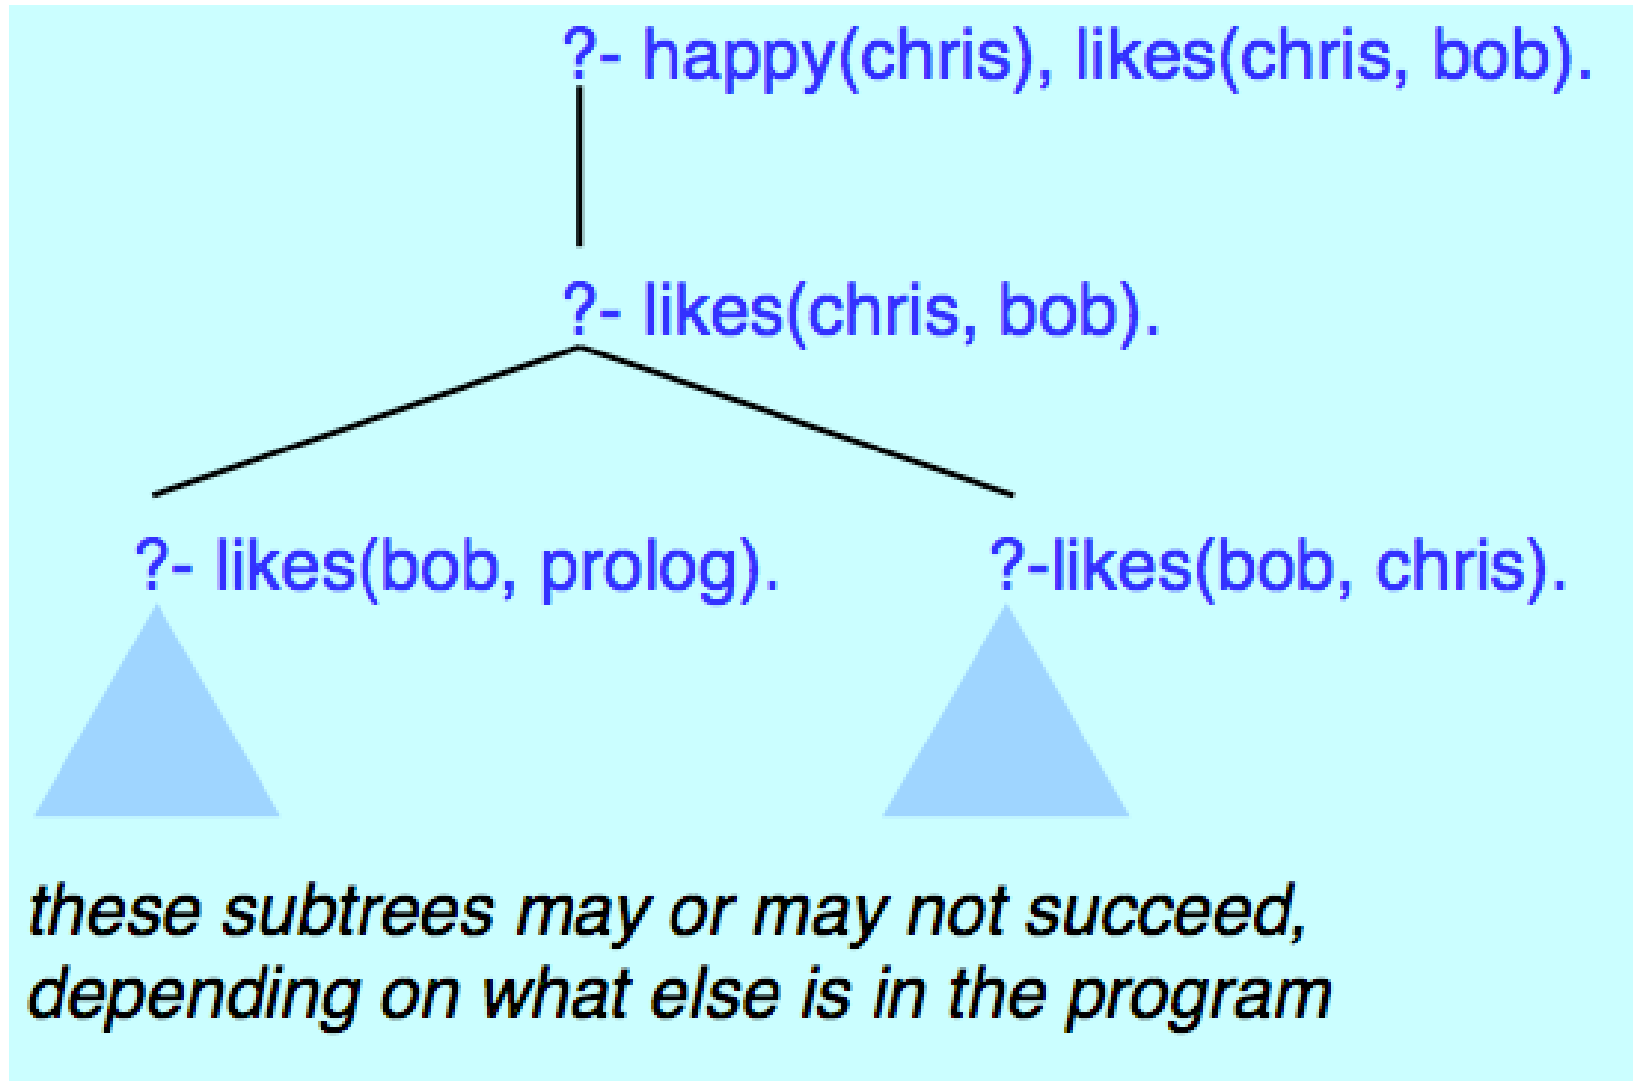 ?- happy(chris), likes(chris, bob).
?- likes(chris, bob).
?- likes(bob, prolog).
?-likes(bob, chris).
these subtrees may or may not succeed,
depending on what else is in the program